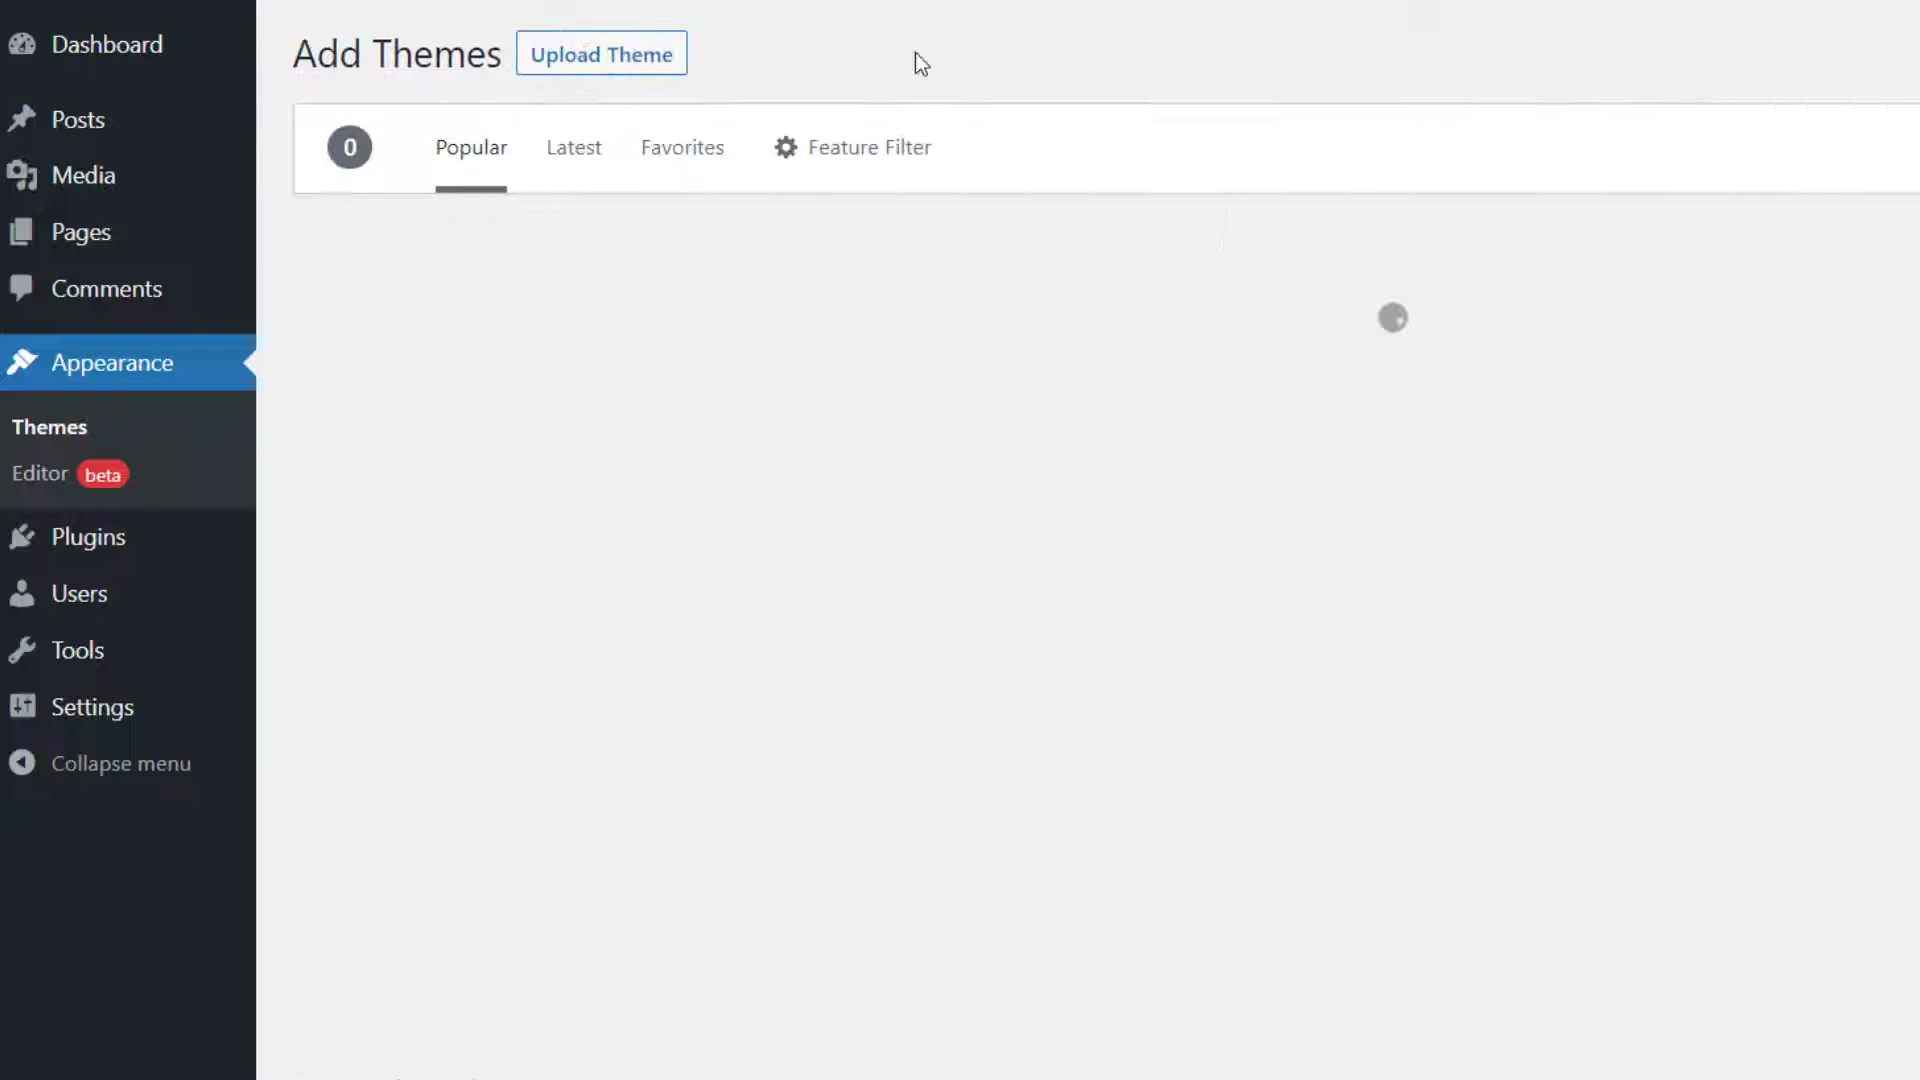 Dashboard
Posts
Media
Pages
Comments
Appearance
Themes
Editor beta
Plugins
Users
Tools
Settings
Collapse menu
Add Themes Upload Theme
0 Popular Latest Favorites Feature Filter